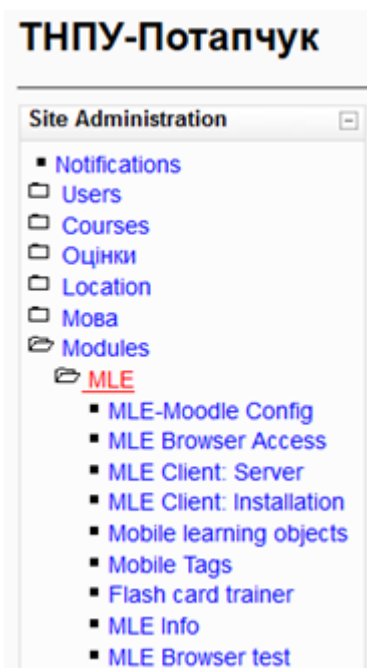 ТНПУ-Потапчук
Site Administration
Notifications
Users
Courses
Оцінки
Location
Мова
Modules
MLE
MLE-Moodle Config
MLE Browser Access
MLE Client: Server
MLE Client: Installation
Mobile learning objects
Mobile Tags
Flash card trainer
MLE Info
MLE Browser test